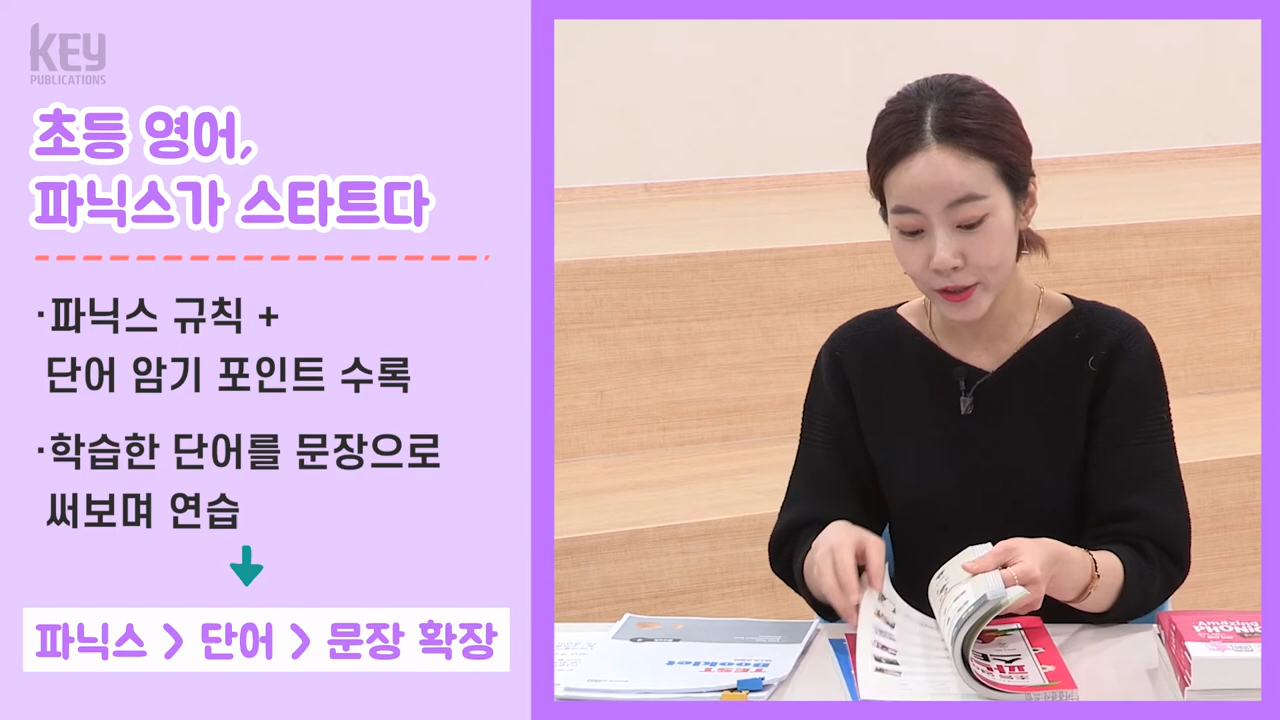 KEY
PUBLICATIONS
초등 영어,
파닉스가 스타트다
·파닉스 규칙 +
단어 암기 포인트 수록
·학습한 단어를 문장으로
써보며 연습
파닉스 > 단어 > 문장 확장
TEST
Booklet
Amazing